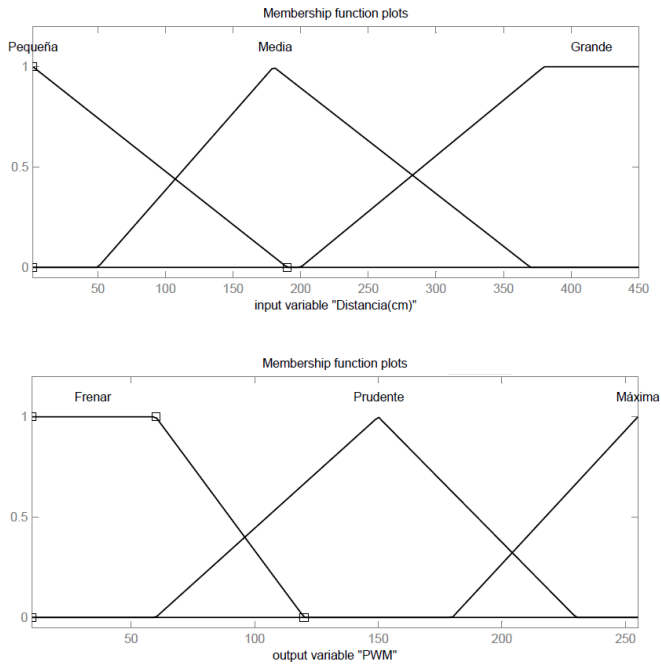 Membership function plots
Pequeña Media Grande
1
0.5
0
50 100 150 200 250 300 350 400 450
input variable "Distancia(cm)"
Membership function plots
Frenar Prudente Máxima
1
0.5
0
50 100 150 200 250
output variable "PWM"